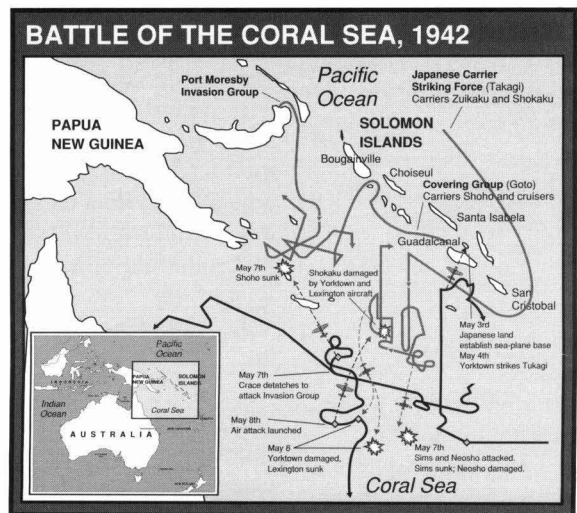 BATTLE OF THE CORAL SEA, 1942
Port Moresby
Invasion Group
Pacific
Ocean
Japanese Carrier
Striking Force (Takagi)
Carriers Zuikaku and Shokaku
PAPUA
NEW GUINEA
SOLOMON
ISLANDS
Bougainville
Choiseul
Covering Group (Goto)
Carriers Shoho and cruisers
Santa Isabela
Guadalcanal
May 7th
Shoho sunk
Shokaku damaged
by Yorktown and
Lexington aircraft
San
Cristobal
May 3rd
Japanese land
establish sea-plane base
May 4th
Yorktown strikes Tukagi
May 7th
Crace detatches to
attack Invasion Group
May 8th
Air attack launched
May 8
Yorktown damaged,
Lexington sunk
May 7th
Sims and Neosho attacked.
Sims sunk; Neosho damaged.
Coral Sea
Pacific
Ocean
PAPUA
NEW GUINEA
SOLOMON
ISLANDS
INDONESIA
Indian
Ocean
Coral Sea
AUSTRALIA